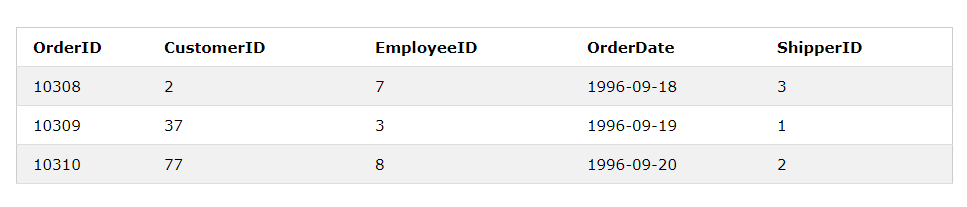 OrderID CustomerID EmployeeID OrderDate ShipperID
10308 2 7 1996-09-18 3
10309 37 3 1996-09-19 1
10310 77 8 1996-09-20 2